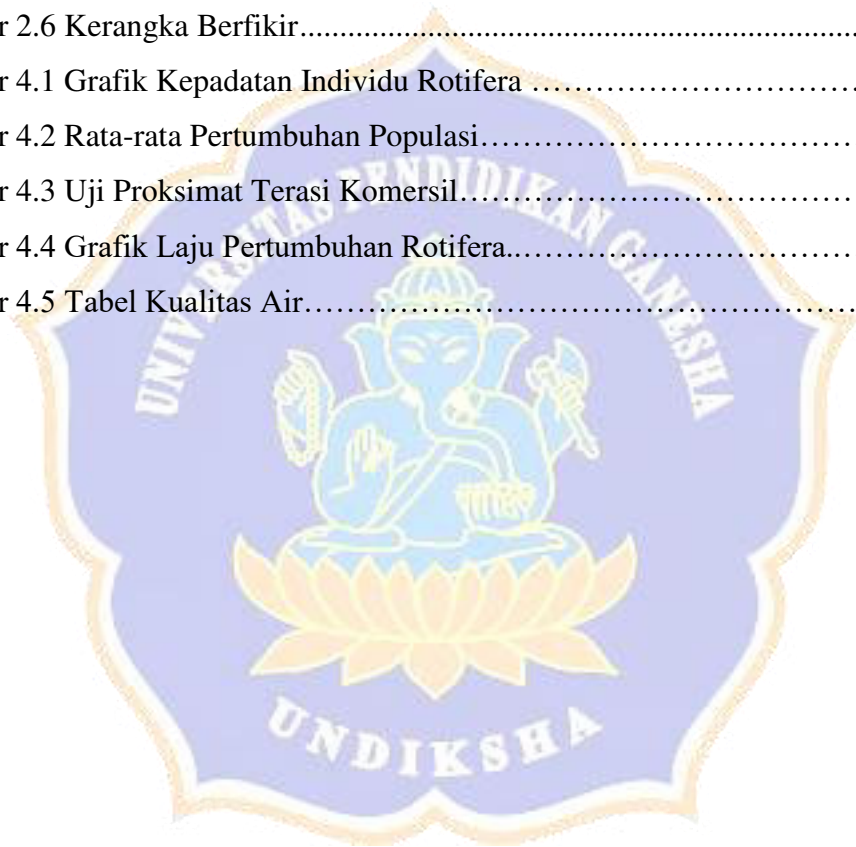 r 2.6 Kerangka Berfikir..........................................................................
r 4.1 Grafik Kepadatan Individu Rotifera ……………………………
r 4.2 Rata-rata Pertumbuhan Populasi…………………………………
r 4.3 Uji Proksimat Terasi Komersil……………………………………
r 4.4 Grafik Laju Pertumbuhan Rotifera..………………………………
r 4.5 Tabel Kualitas Air…………………………………………………
UNIVERSITAS PENDIDIKAN GANESHA
UNDIKSHA